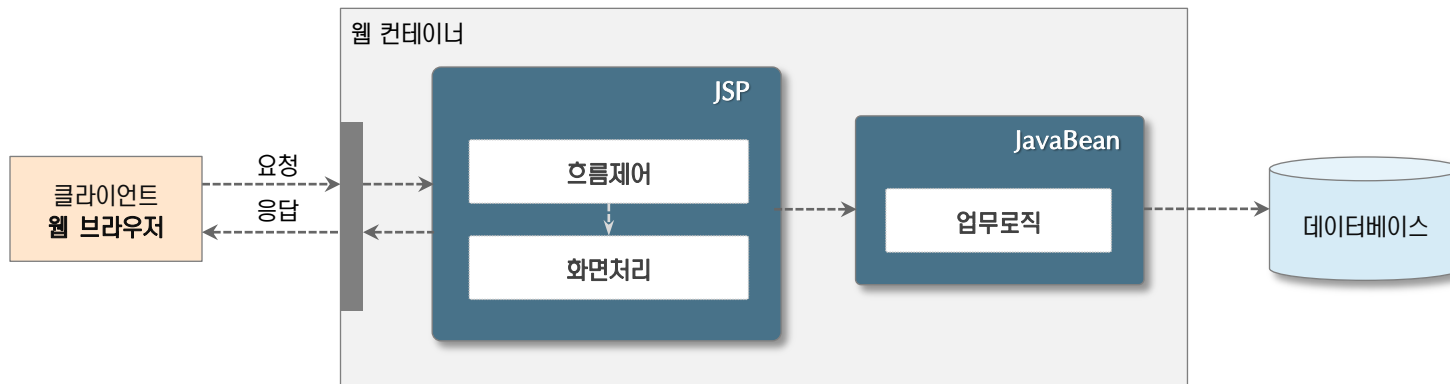 웹 컨테이너
JSP
JavaBean
요청
흐름제어
클라이언트
웹 브라우저
응답
업무로직
데이터베이스
화면처리